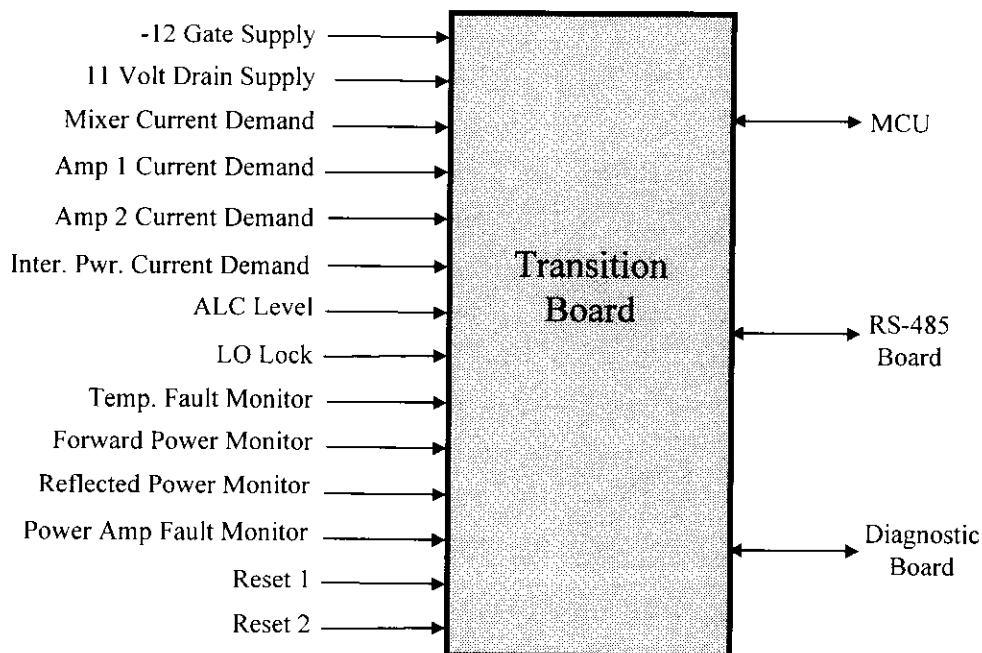 -12 Gate Supply
11 Volt Drain Supply
Mixer Current Demand
Amp 1 Current Demand
Amp 2 Current Demand
Inter. Pwr. Current Demand
ALC Level
LO Lock
Temp. Fault Monitor
Forward Power Monitor
Reflected Power Monitor
Power Amp Fault Monitor
Reset 1
Reset 2
Transition
Board
MCU
RS-485
Board
Diagnostic
Board